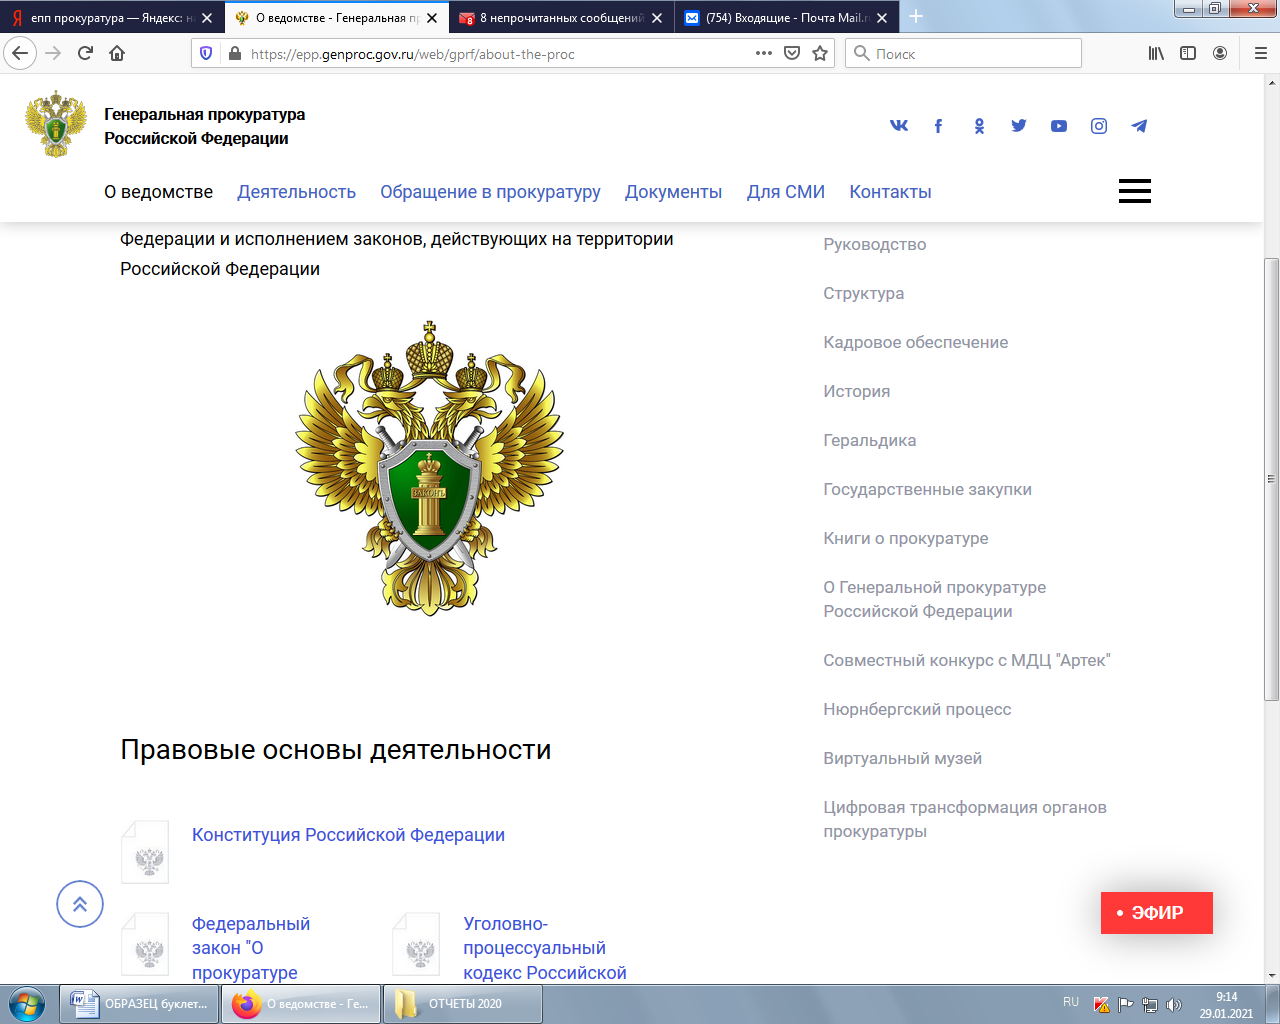 епп прокуратура — Яндекс: н
О ведомстве - Генеральная п
8 непрочитанных сообщений
(754) Входящие - Почта Mail.r
https://epp.genproc.gov.ru/web/gprf/about-the-proc
Поиск
Генеральная прокуратура
Российской Федерации
О ведомстве Деятельность Обращение в прокуратуру Документы Для СМИ Контакты
Федерации и исполнением законов, действующих на территории
Российской Федерации
ЗАКОНЪ
Правовые основы деятельности
Конституция Российской Федерации
Федеральный
закон "О
прокуратуре
Уголовно-
процессуальный
кодекс Российской
Руководство
Структура
Кадровое обеспечение
История
Геральдика
Государственные закупки
Книги о прокуратуре
О Генеральной прокуратуре
Российской Федерации
Совместный конкурс с МДЦ "Артек"
Нюрнбергский процесс
Виртуальный музей
Цифровая трансформация органов
прокуратуры
• ЭФИР
ОБРАЗЕЦ буклет...
О ведомстве - Ге...
ОТЧЕТЫ 2020
RU
9:14
29.01.2021